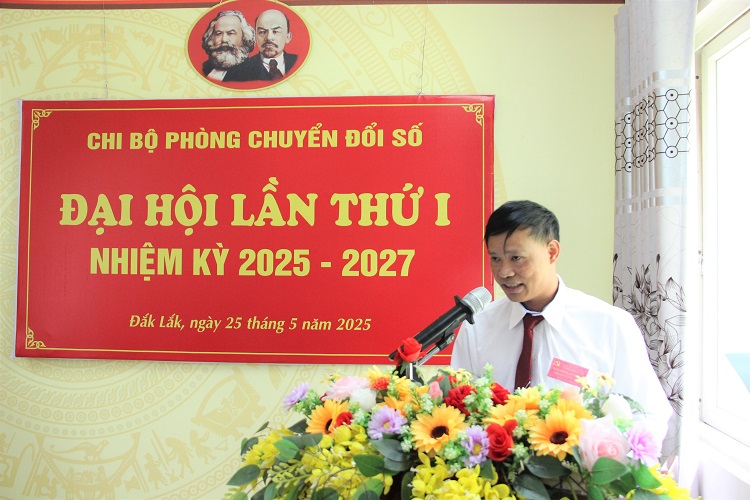 CHI BỘ PHÒNG CHUYỂN ĐỔI SỐ
ĐẠI HỘI LẦN THỨ I
NHIỆM KỲ 2025 - 2027
Đắk Lắk, ngày 25 tháng 5 năm 2025